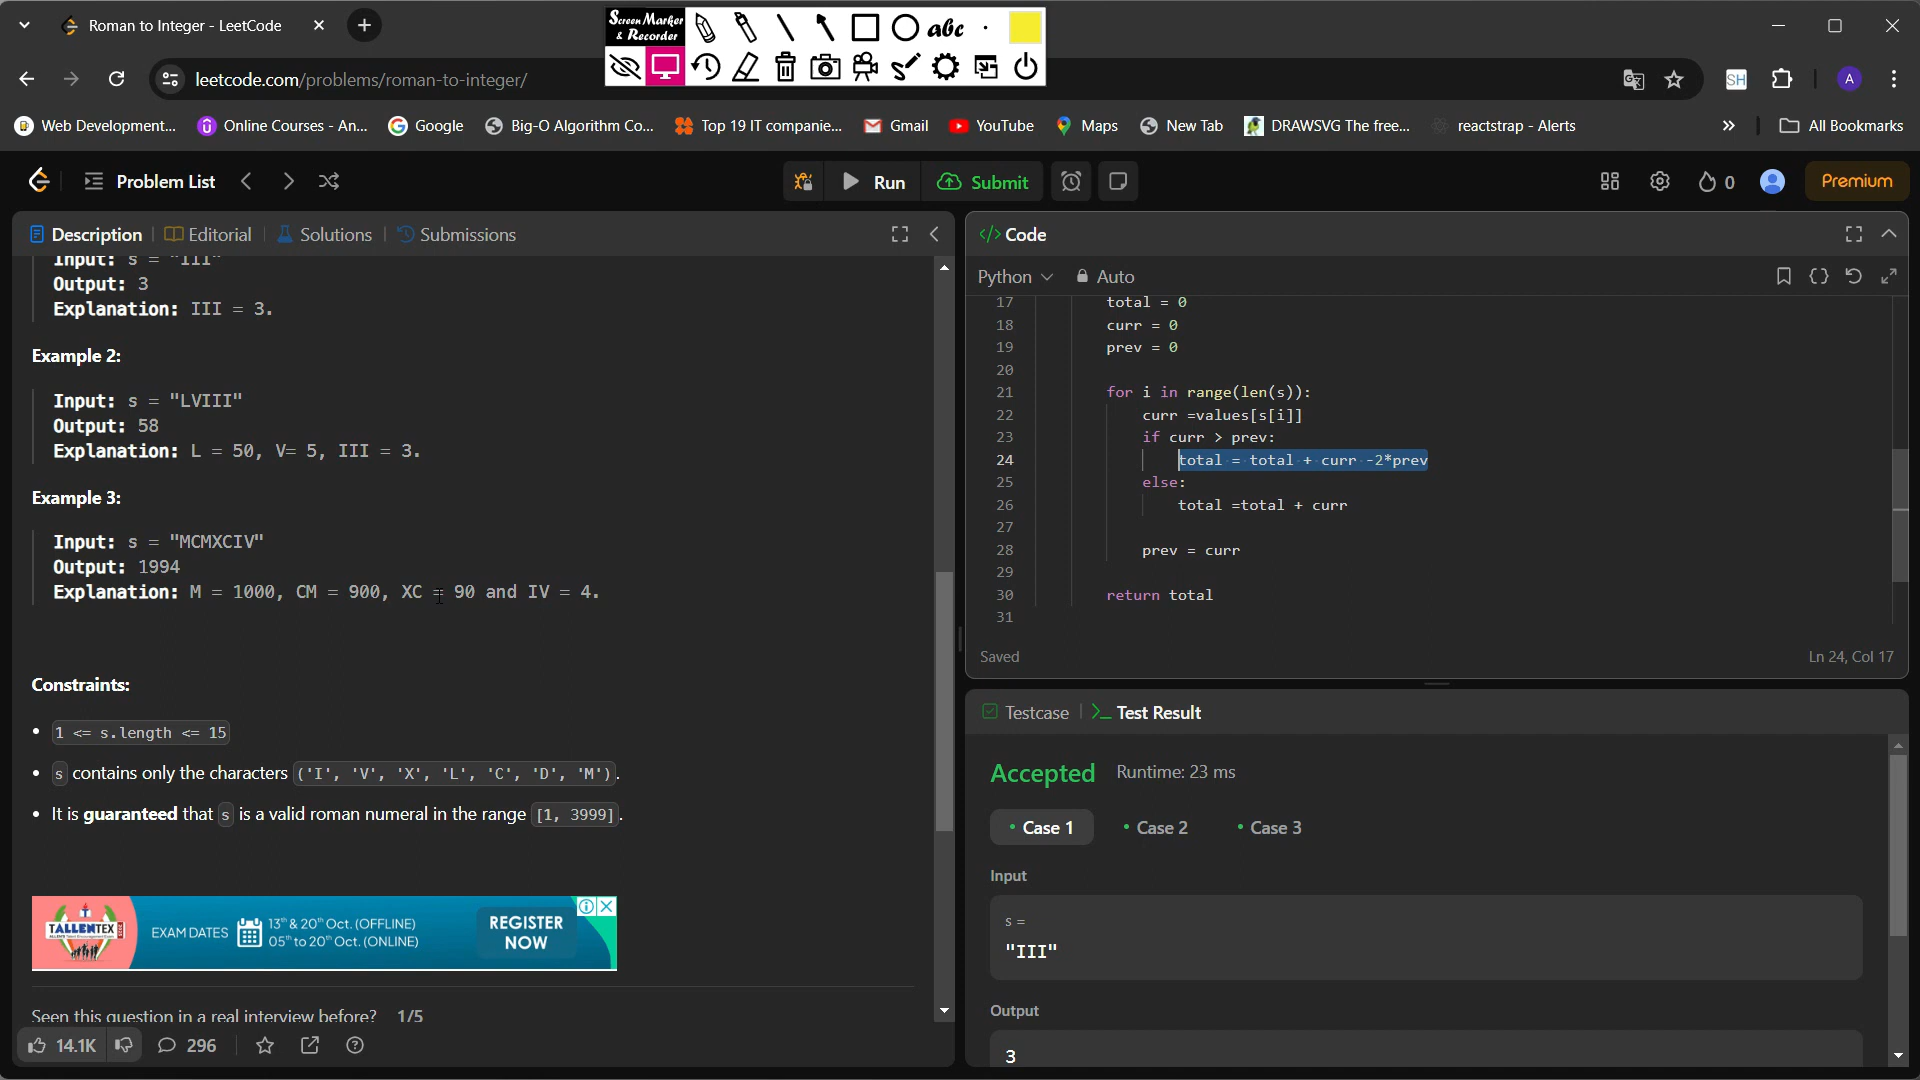 Roman to Integer - LeetCode
Screen Marker
& Recorder
abc
leetcode.com/problems/roman-to-integer/
SH
A
Web Development...
Online Courses - An...
Google
Big-O Algorithm Co...
Top 19 IT companie...
Gmail
YouTube
Maps
New Tab
DRAWSVG The free...
reactstrap - Alerts
All Bookmarks
Problem List
Run
Submit
0
Premium
Description
Editorial
Solutions
Submissions
Input: s = "III"
Output: 3
Explanation: III = 3.
Example 2:
Input: s = "LVIII"
Output: 58
Explanation: L = 50, V= 5, III = 3.
Example 3:
Input: s = "MCMXCIV"
Output: 1994
Explanation: M = 1000, CM = 900, XC = 90 and IV = 4.
Constraints:
• 1 <= s.length <= 15
• s contains only the characters ('I', 'V', 'X', 'L', 'C', 'D', 'M').
• It is guaranteed that s is a valid roman numeral in the range [1, 3999].
TALLENTEX
EXAM DATES
13th & 20th Oct. (OFFLINE)
05th to 20th Oct. (ONLINE)
REGISTER
NOW
Seen this question in a real interview before? 1/5
14.1K
296
</> Code
Python
Auto
17 total = 0
18 curr = 0
19 prev = 0
20
21 for i in range(len(s)):
22 curr =values[s[i]]
23 if curr > prev:
24 total = total + curr -2*prev
25 else:
26 total =total + curr
27
28 prev = curr
29
30 return total
31
Saved
Ln 24, Col 17
Testcase
Test Result
Accepted
Runtime: 23 ms
• Case 1
• Case 2
• Case 3
Input
s =
"III"
Output
3